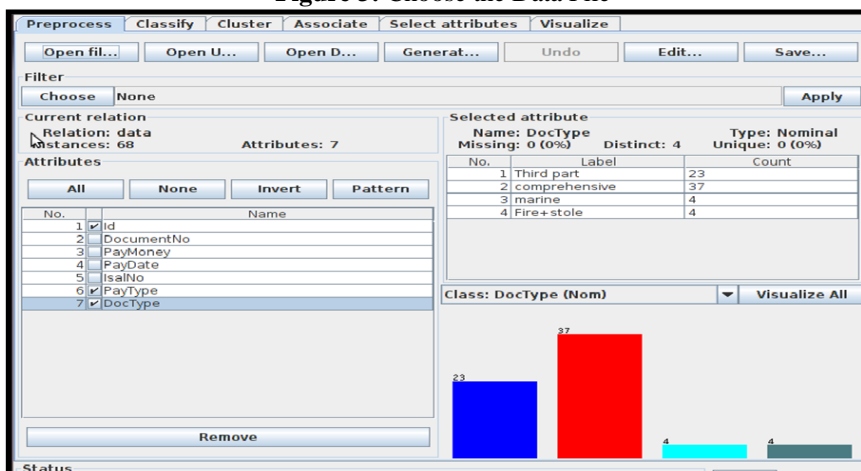 Preprocess Classify Cluster Associate Select attributes Visualize
Open fil... Open U... Open D... Generat... Undo Edit... Save...
Filter
Choose None Apply
Current relation
Relation: data
Instances: 68 Attributes: 7
Attributes
All None Invert Pattern
No. Name
1 Id
2 DocumentNo
3 PayMoney
4 PayDate
5 IsalNo
6 PayType
7 DocType
Remove
Status
Selected attribute
Name: DocType Type: Nominal
Missing: 0 (0%) Distinct: 4 Unique: 0 (0%)
No. Label Count
1 Third part 23
2 comprehensive 37
3 marine 4
4 Fire+stole 4
Class: DocType (Nom) Visualize All
23 37 4 4